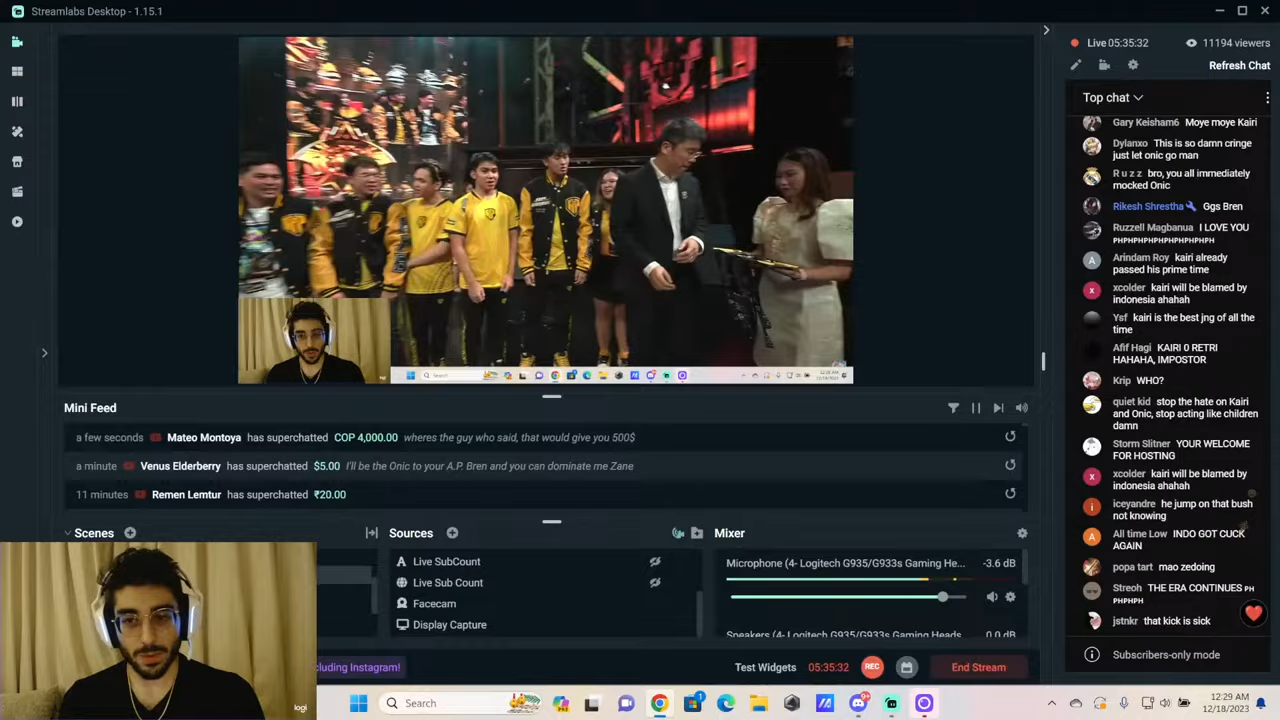 Streamlabs Desktop - 1.15.1
Live 05:35:32
11194 viewers
Refresh Chat
Top chat
Gary Keisham6 Moye moye Kairi
Dylanxo This is so damn cringe
just let onic go man
R u z z bro, you all immediately
mocked Onic
Rikesh Shrestha Ggs Bren
Ruzzell Magbanua I LOVE YOU
PHPHPHPHPHPHPHPHPH
Arindam Roy kairi already
passed his prime time
xcolder kairi will be blamed by
indonesia ahahah
Ysf kairi is the best jng of all the
time
Afif Hagi KAIRI 0 RETRI
HAHAHA, IMPOSTOR
Krip WHO?
quiet kid stop the hate on Kairi
and Onic, stop acting like children
damn
Storm Slitner YOUR WELCOME
FOR HOSTING
xcolder kairi will be blamed by
indonesia ahahah
iceyandre he jump on that bush
not knowing
All time Low INDO GOT CUCK
AGAIN
popa tart mao zedoing
Streoh THE ERA CONTINUES PH
PHPHPH
jstnkr that kick is sick
Subscribers-only mode
Search
Mini Feed
a few seconds Mateo Montoya has superchatted COP 4,000.00 wheres the guy who said, that would give you 500$
a minute Venus Elderberry has superchatted $5.00 I'll be the Onic to your A.P. Bren and you can dominate me Zane
11 minutes Remen Lemtur has superchatted ₹20.00
Scenes
Sources
Mixer
Live SubCount
Live Sub Count
Facecam
Display Capture
Microphone (4- Logitech G935/G933s Gaming He...
-3.6 dB
Speakers (4- Logitech G935/G933s Gaming Heads
0.0 dB
cluding Instagram!
Test Widgets
05:35:32
REC
End Stream
logi
Search
12:29 AM
12/18/2023